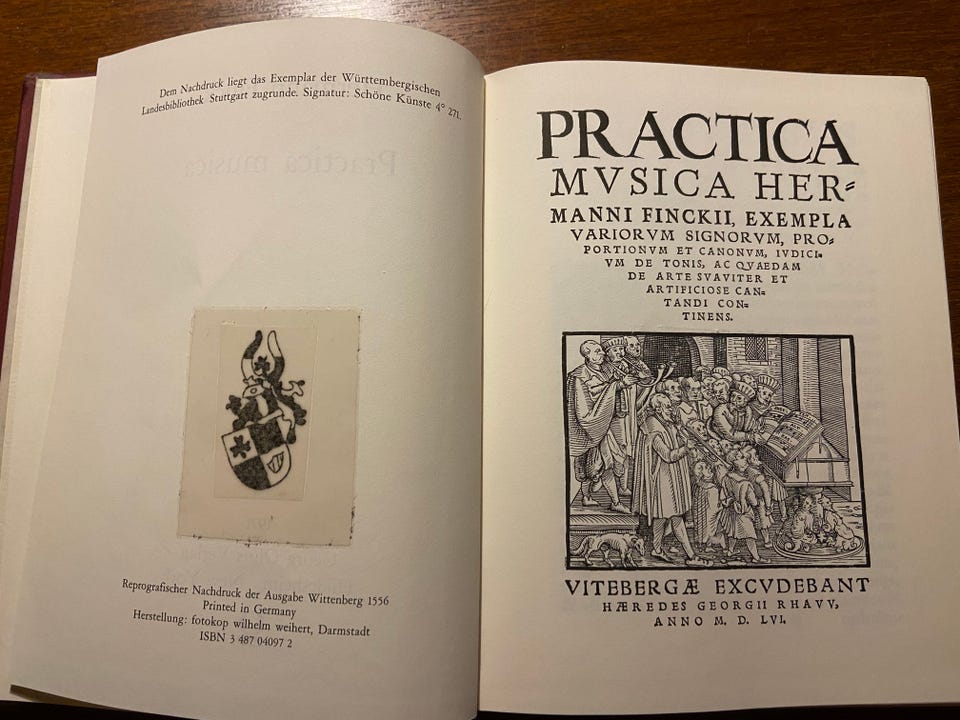 Dem Nachdruck liegt das Exemplar der Württembergischen
Landesbibliothek Stuttgart zugrunde. Signatur: Schöne Künste 4° 271.
Practica musica
Reprografischer Nachdruck der Ausgabe Wittenberg 1556
Printed in Germany
Herstellung: fotokop wilhelm weihert, Darmstadt
ISBN 3 487 04097 2
PRACTICA
MVSICA HER=
MANNI FINCKII, EXEMPLA
VARIORVM SIGNORVM, PRO=
PORTIONVM ET CANONVM, IVDICI=
VM DE TONIS, AC QVAEDAM
DE ARTE SVAVITER ET
ARTIFICIOSE CAN=
TANDI CON=
TINENS.
VITEBERGÆ EXCVDEBANT
HÆREDES GEORGII RHAVV,
ANNO M. D. LVI.